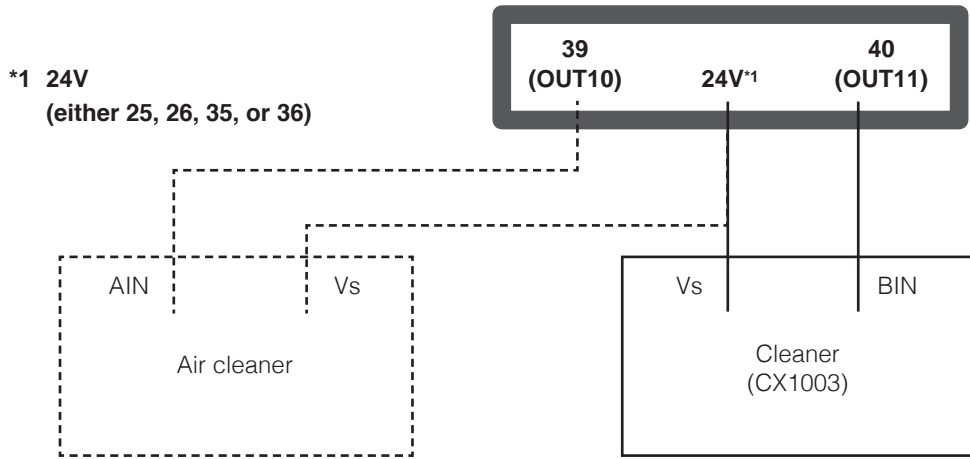 *1 24V
(either 25, 26, 35, or 36)
39
(OUT10)
24V*1
40
(OUT11)
AIN
Vs
Air cleaner
Vs
BIN
Cleaner
(CX1003)